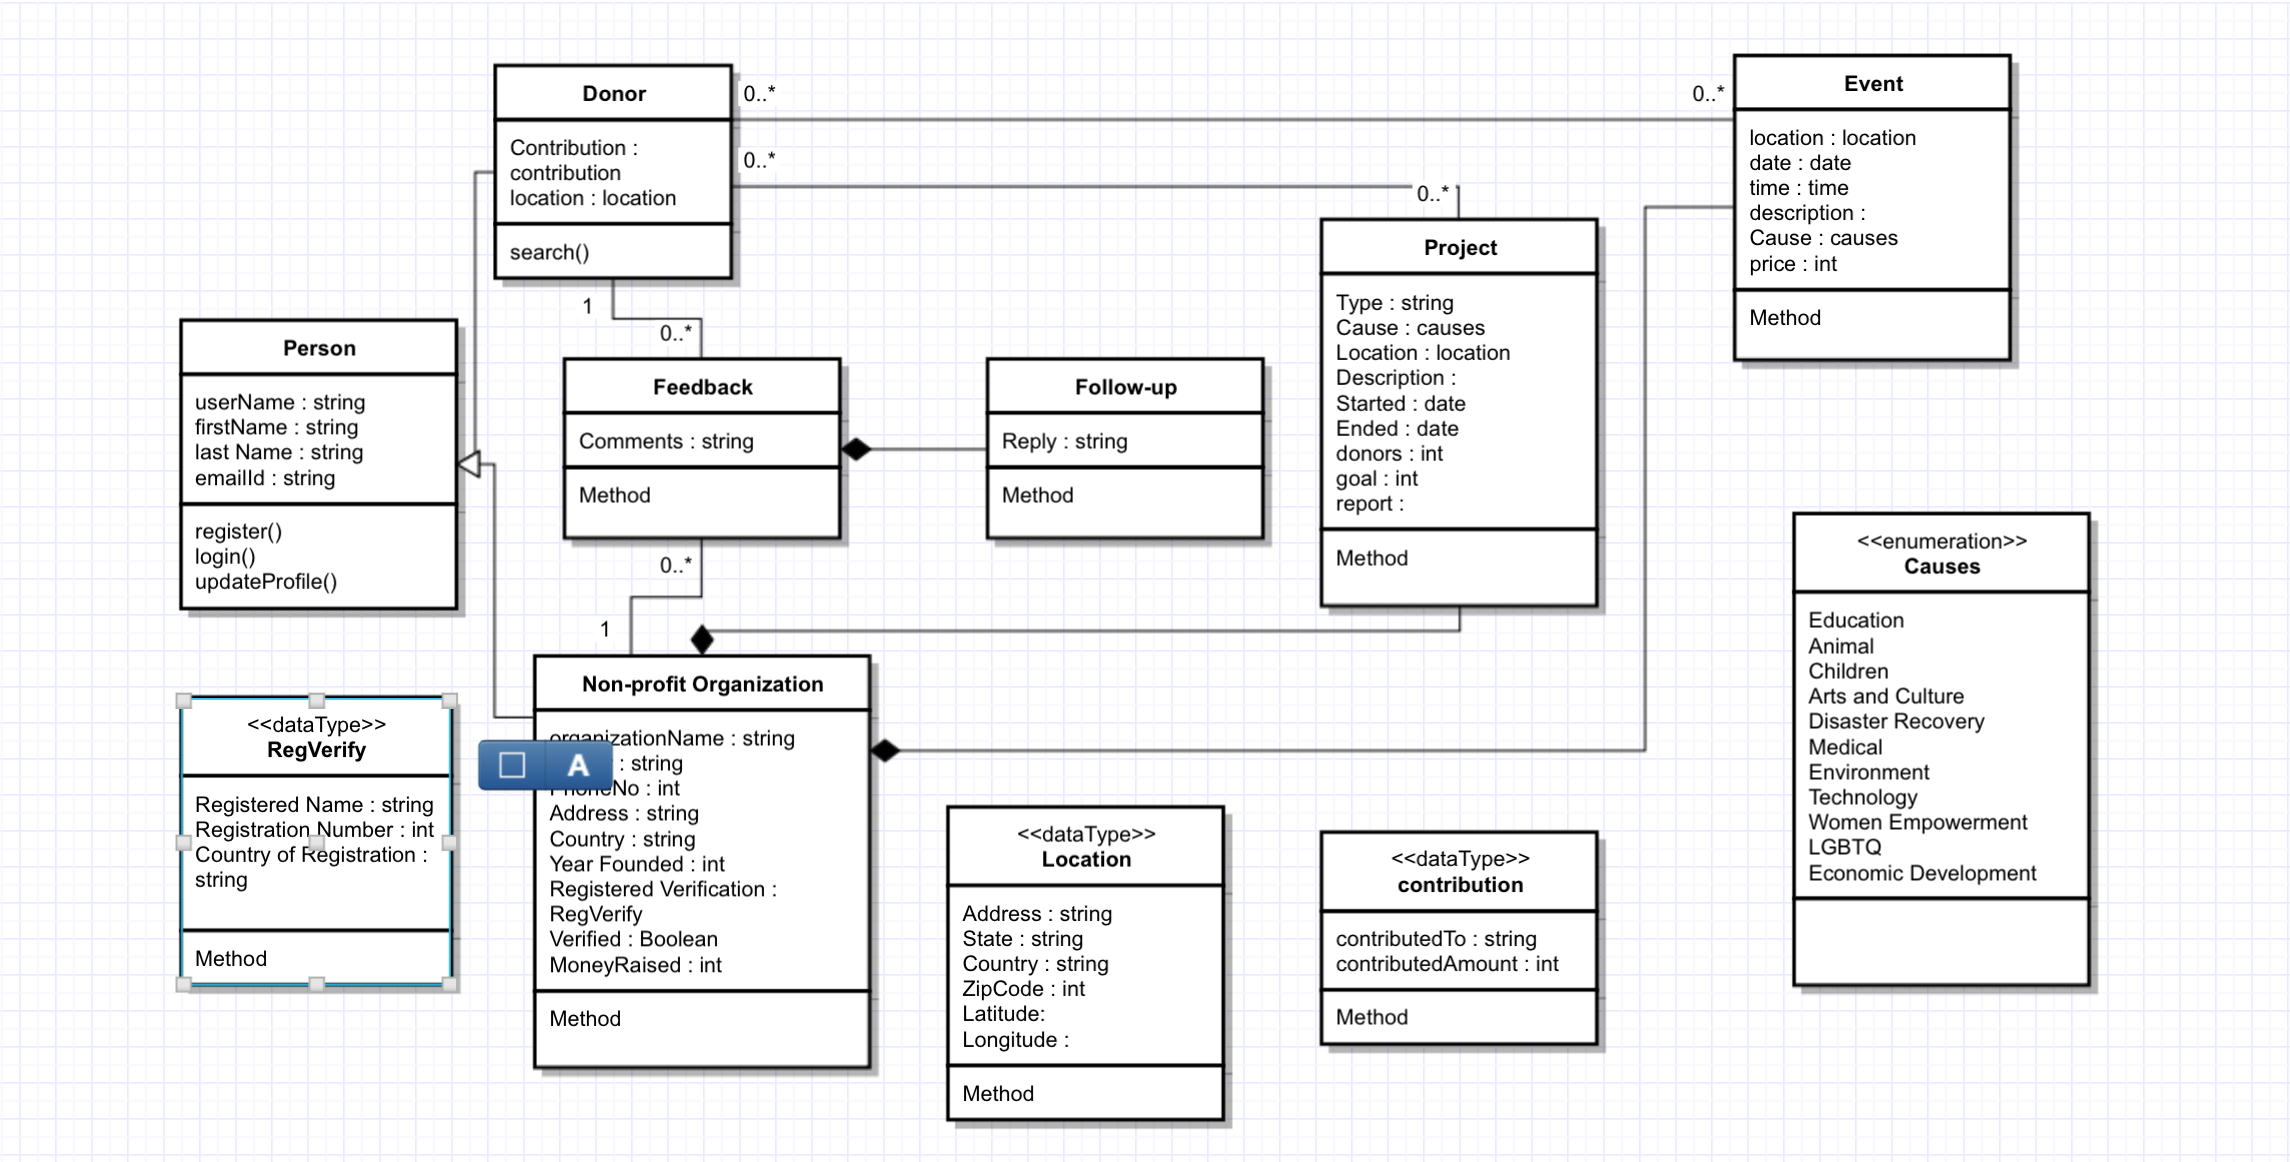 Donor
Contribution :
contribution
location : location
search()
0..*
0..*
0..*
0..*
Event
location : location
date : date
time : time
description :
Cause : causes
price : int
Method
Project
Type : string
Cause : causes
Location : location
Description :
Started : date
Ended : date
donors : int
goal : int
report :
Method
1
0..*
Person
userName : string
firstName : string
last Name : string
emailId : string
register()
login()
updateProfile()
Feedback
Comments : string
Method
Follow-up
Reply : string
Method
0..*
1
<<enumeration>>
Causes
Education
Animal
Children
Arts and Culture
Disaster Recovery
Medical
Environment
Technology
Women Empowerment
LGBTQ
Economic Development
Non-profit Organization
organizationName : string
: string
PhoneNo : int
Address : string
Country : string
Year Founded : int
Registered Verification :
RegVerify
Verified : Boolean
MoneyRaised : int
Method
A
<<dataType>>
RegVerify
Registered Name : string
Registration Number : int
Country of Registration :
string
Method
<<dataType>>
Location
Address : string
State : string
Country : string
ZipCode : int
Latitude:
Longitude :
Method
<<dataType>>
contribution
contributedTo : string
contributedAmount : int
Method